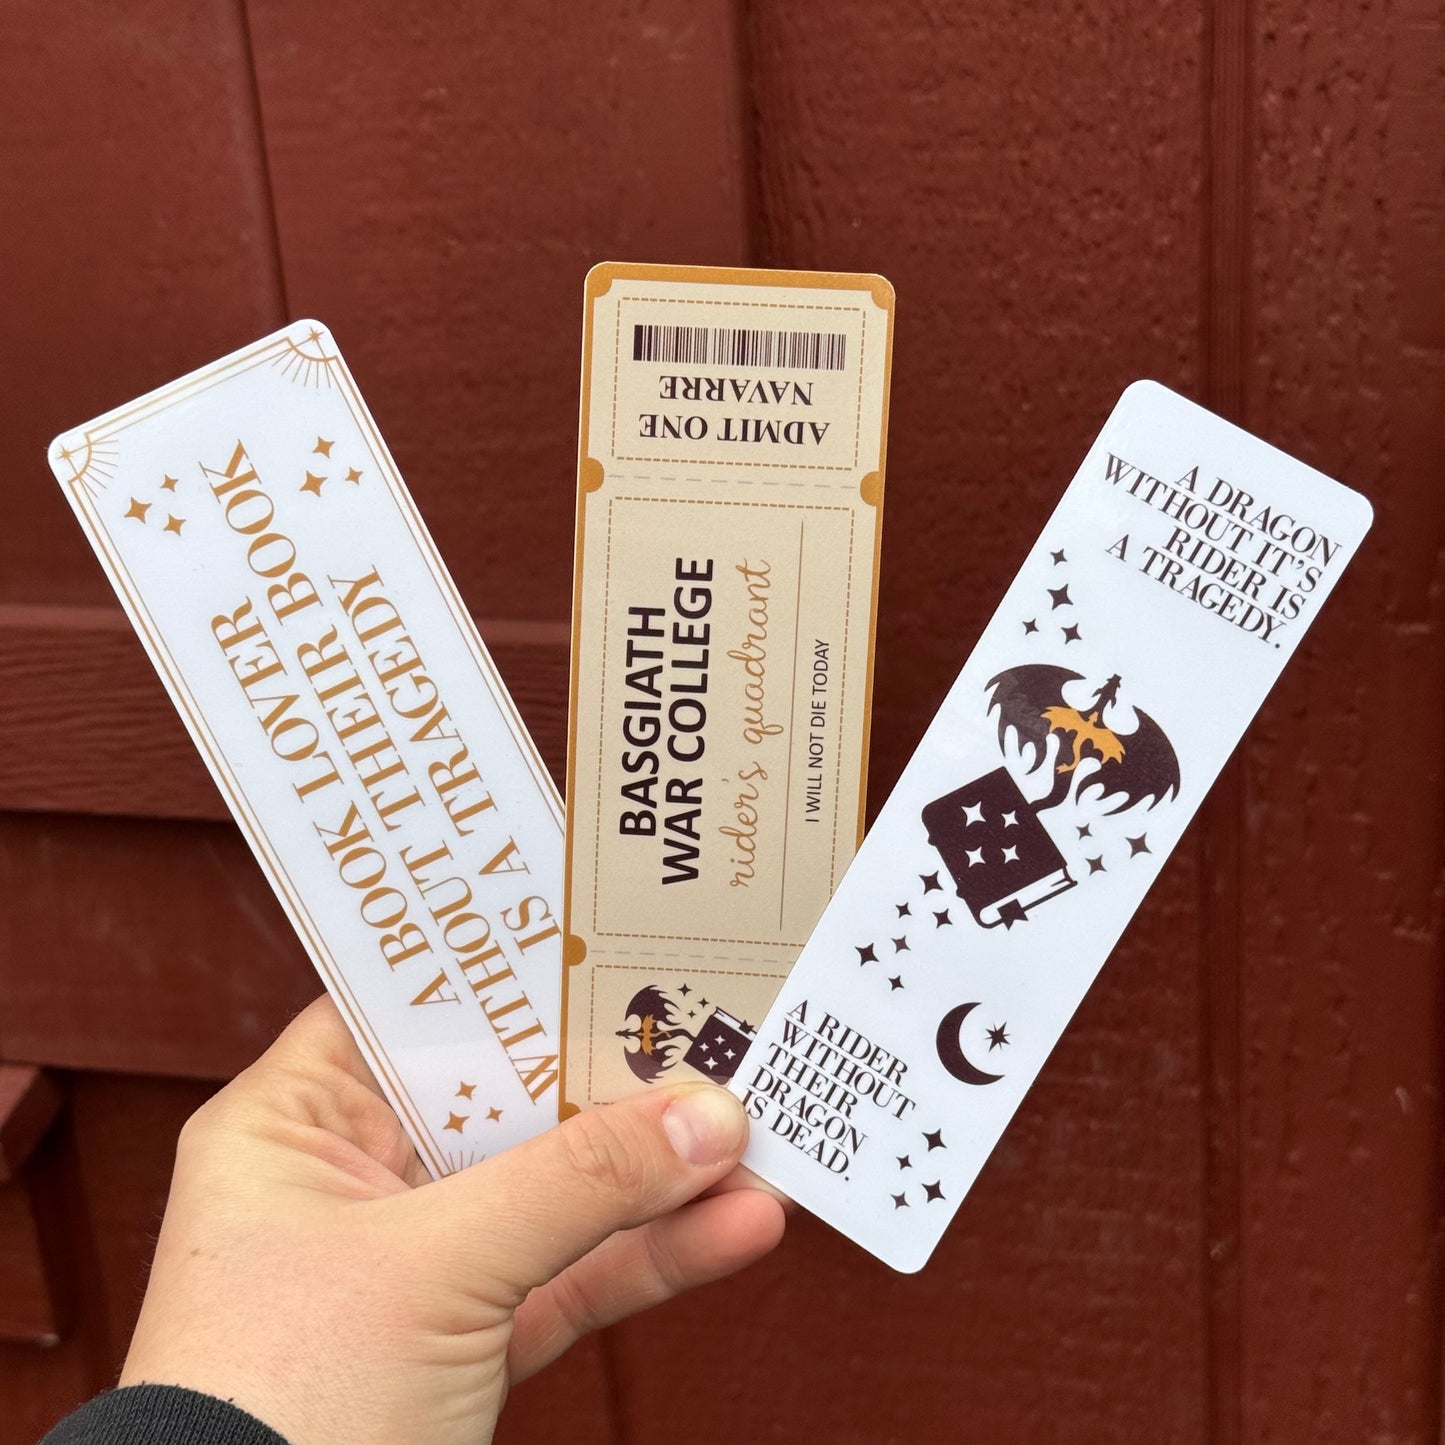 A BOOK LOVER
WITHOUT THEIR BOOK
IS A TRAGEDY
ADMIT ONE
NAVARRE
BASGIATH
WAR COLLEGE
rider's quadrant
I WILL NOT DIE TODAY
A DRAGON
WITHOUT IT'S
RIDER IS
A TRAGEDY.
A RIDER
WITHOUT
THEIR
DRAGON
IS DEAD.